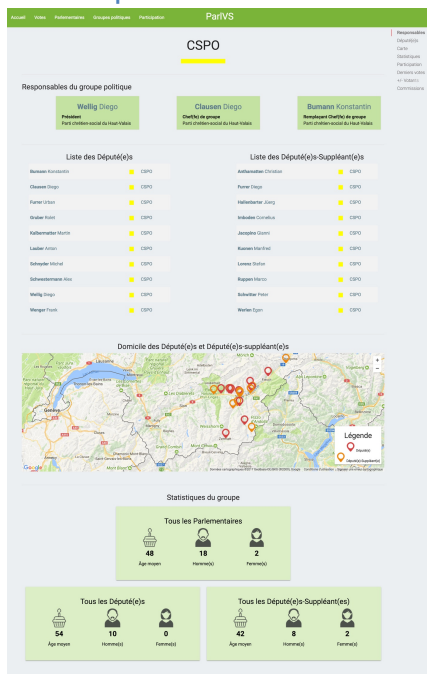 Accueil Votes Parlementaires Groupes politiques Participation ParlVS
Responsables
Député(e)s
Carte
Statistiques
Participation
Derniers votes
+/- Votant·s
Commissions
CSPO
Responsables du groupe politique
Wellig Diego
Président
Parti chrétien-social du Haut-Valais
Clausen Diego
Chef(fe) de groupe
Parti chrétien-social du Haut-Valais
Bumann Konstantin
Remplaçant Chef(fe) de groupe
Parti chrétien-social du Haut-Valais
Liste des Député(e)s
Bumann Konstantin CSPO
Clausen Diego CSPO
Furrer Urban CSPO
Gruber Rolet CSPO
Kalbermatter Martin CSPO
Lauber Anton CSPO
Schnyder Michel CSPO
Schwestermann Alex CSPO
Wellig Diego CSPO
Wenger Frank CSPO
Liste des Député(e)s-Suppléant(e)s
Anthamatten Christian CSPO
Furrer Diego CSPO
Hallenbarter Jüerg CSPO
Imboden Cornelius CSPO
Jacopino Gianni CSPO
Kuonen Manfred CSPO
Lorenz Stefan CSPO
Ruppen Marco CSPO
Schwitter Peter CSPO
Werlen Egon CSPO
Domicile des Député(e)s et Député(e)s-suppléant(e)s
Lausanne
Genève
Google
Légende
Député(e)
Député(e)-Suppléant(e)
Statistiques du groupe
Tous les Parlementaires
48 18 2
Âge moyen Homme(s) Femme(s)
Tous les Député(e)s
54 10 0
Âge moyen Homme(s) Femme(s)
Tous les Député(e)s-Suppléant(es)
42 8 2
Âge moyen Homme(s) Femme(s)